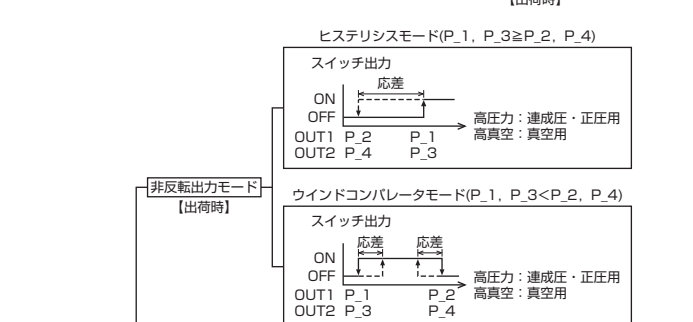 【出荷時】
ヒステリシスモード(P_1, P_3≧P_2, P_4)
スイッチ出力
応差
ON
OFF
OUT1 P_2 P_1
OUT2 P_4 P_3
高圧力：連成圧・正圧用
高真空：真空用
非反転出力モード
【出荷時】
ウインドコンパレータモード(P_1, P_3<P_2, P_4)
スイッチ出力
応差 応差
ON
OFF
OUT1 P_1 P_2
OUT2 P_3 P_4
高圧力：連成圧・正圧用
高真空：真空用